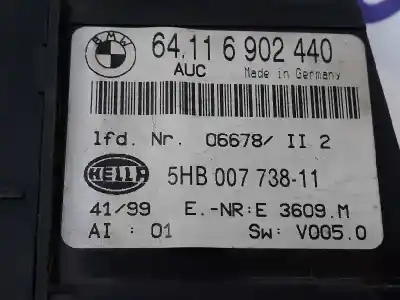 BMW
64.11 6 902 440
AUC Made in Germany
lfd. Nr. 06678/ II 2
HELLA 5HB 007 738-11
41/99 E.-NR:E 3609.M
AI : 01 Sw: V005.0